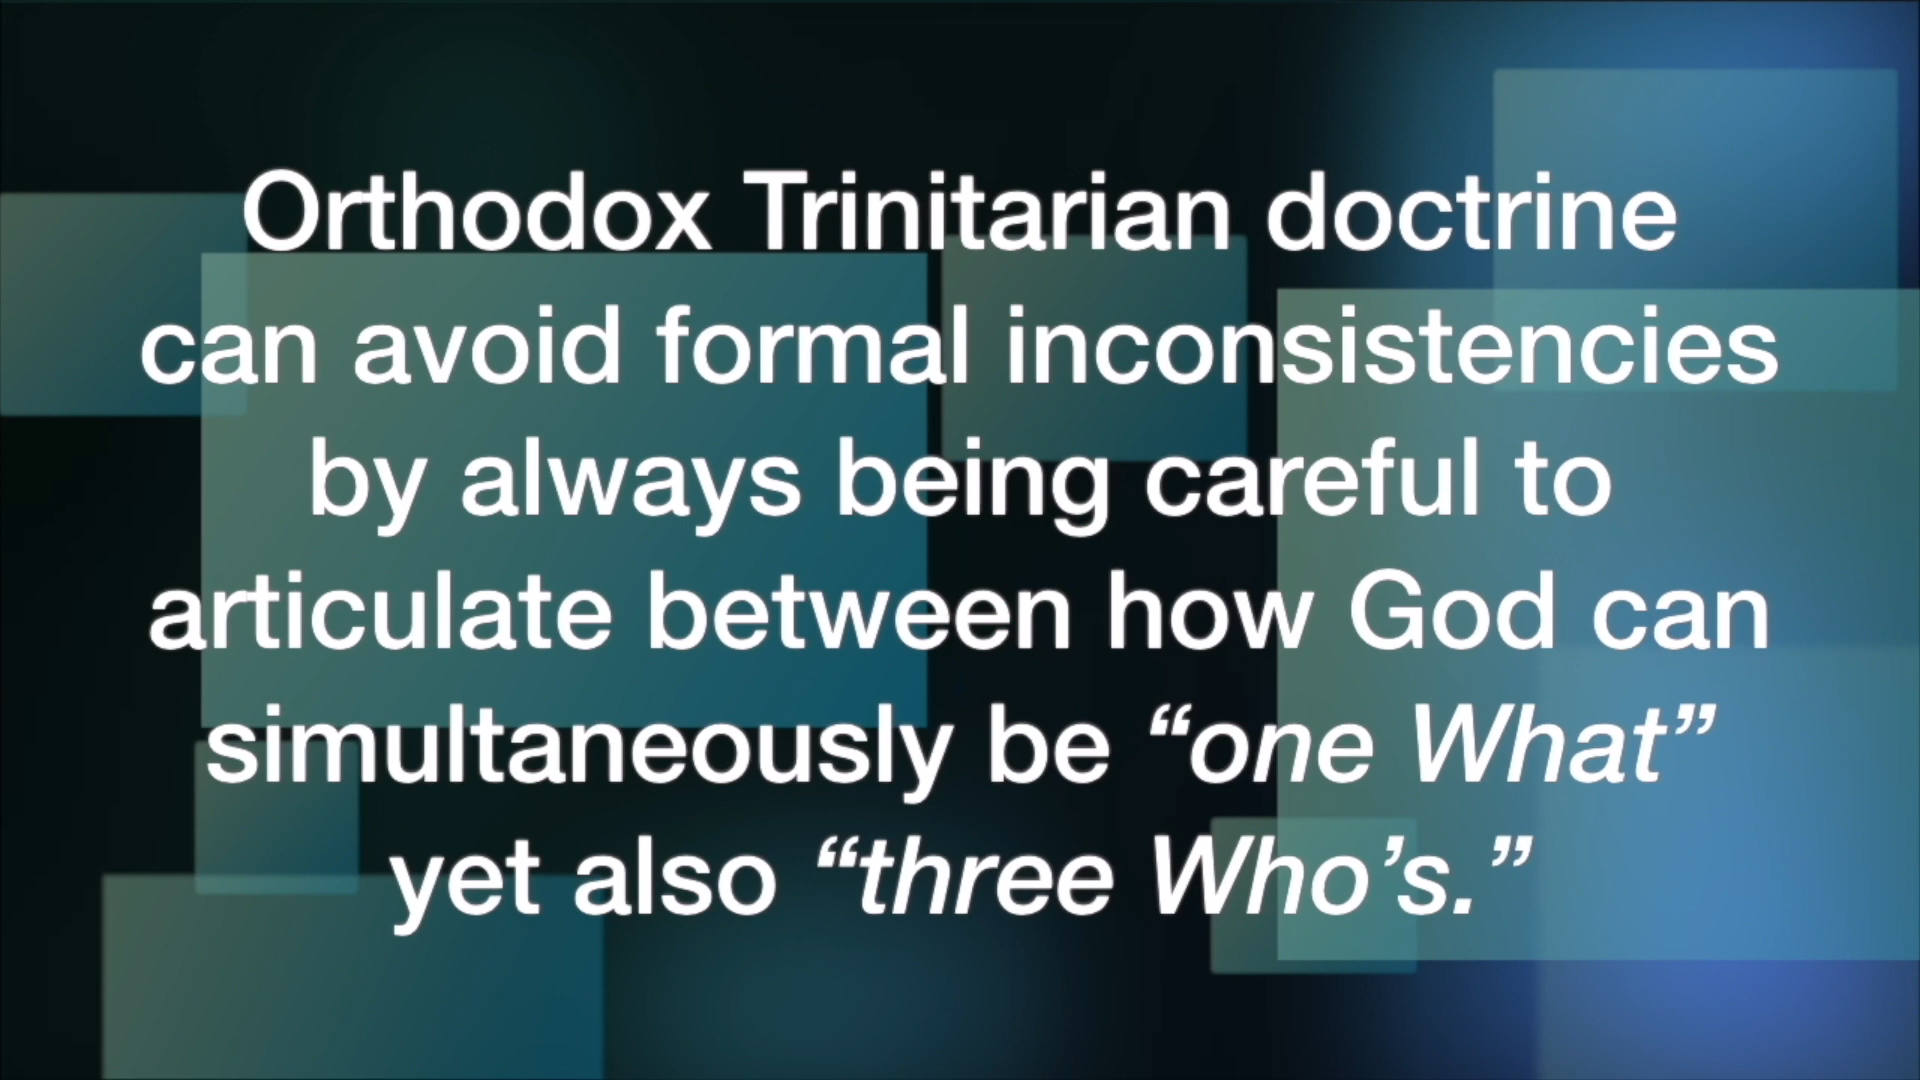 Orthodox Trinitarian doctrine
can avoid formal inconsistencies
by always being careful to
articulate between how God can
simultaneously be “one What”
yet also “three Who’s.”